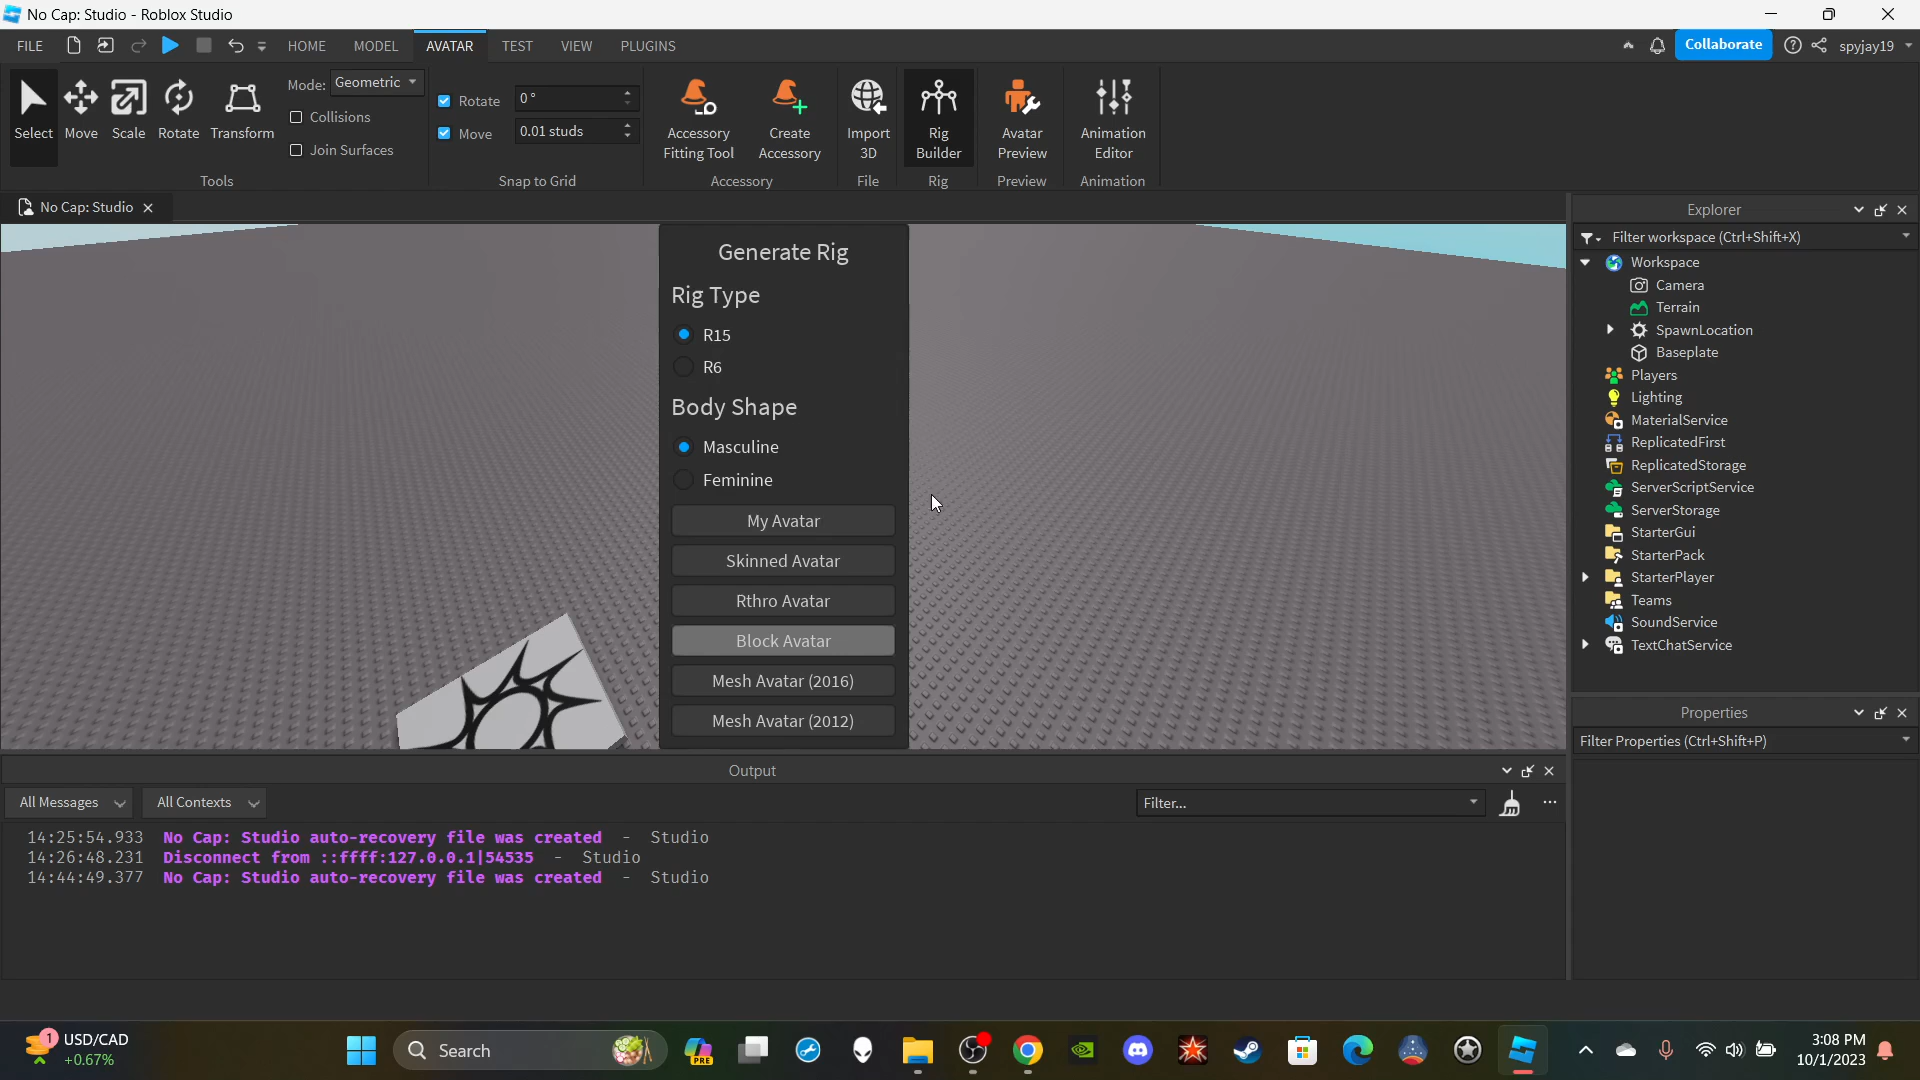 No Cap: Studio - Roblox Studio
FILE HOME MODEL AVATAR TEST VIEW PLUGINS Collaborate spyjay19
Select Move Scale Rotate Transform
Mode: Geometric
Collisions
Join Surfaces
Tools
Rotate 0 °
Move 0.01 studs
Snap to Grid
Accessory Fitting Tool
Create Accessory
Accessory
Import 3D
File
Rig Builder
Rig
Avatar Preview
Preview
Animation Editor
Animation
No Cap: Studio
Generate Rig
Rig Type
R15
R6
Body Shape
Masculine
Feminine
My Avatar
Skinned Avatar
Rthro Avatar
Block Avatar
Mesh Avatar (2016)
Mesh Avatar (2012)
Explorer
Filter workspace (Ctrl+Shift+X)
Workspace
Camera
Terrain
SpawnLocation
Baseplate
Players
Lighting
MaterialService
ReplicatedFirst
ReplicatedStorage
ServerScriptService
ServerStorage
StarterGui
StarterPack
StarterPlayer
Teams
SoundService
TextChatService
Properties
Filter Properties (Ctrl+Shift+P)
Output
All Messages All Contexts Filter...
14:25:54.933 No Cap: Studio auto-recovery file was created - Studio
14:26:48.231 Disconnect from ::ffff:127.0.0.1|54535 - Studio
14:44:49.377 No Cap: Studio auto-recovery file was created - Studio
1 USD/CAD
+0.67%
Search
PRE
3:08 PM
10/1/2023